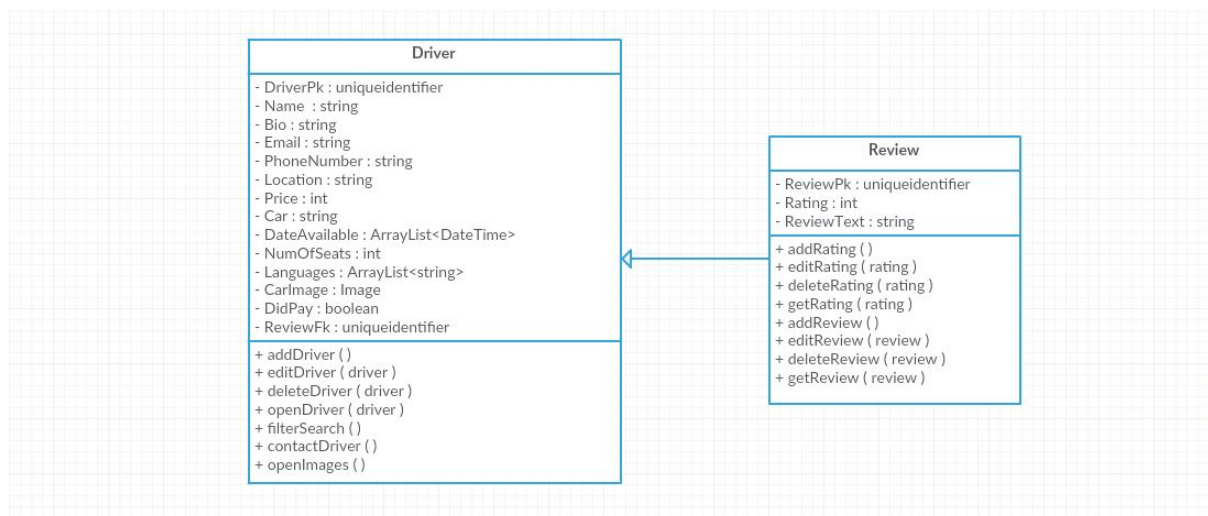 Driver
- DriverPk : uniqueidentifier
- Name : string
- Bio : string
- Email : string
- PhoneNumber : string
- Location : string
- Price : int
- Car : string
- DateAvailable : ArrayList<DateTime>
- NumOfSeats : int
- Languages : ArrayList<string>
- CarImage : Image
- DidPay : boolean
- ReviewFk : uniqueidentifier
+ addDriver ( )
+ editDriver ( driver )
+ deleteDriver ( driver )
+ openDriver ( driver )
+ filterSearch ( )
+ contactDriver ( )
+ openImages ( )
Review
- ReviewPk : uniqueidentifier
- Rating : int
- ReviewText : string
+ addRating ( )
+ editRating ( rating )
+ deleteRating ( rating )
+ getRating ( rating )
+ addReview ( )
+ editReview ( review )
+ deleteReview ( review )
+ getReview ( review )